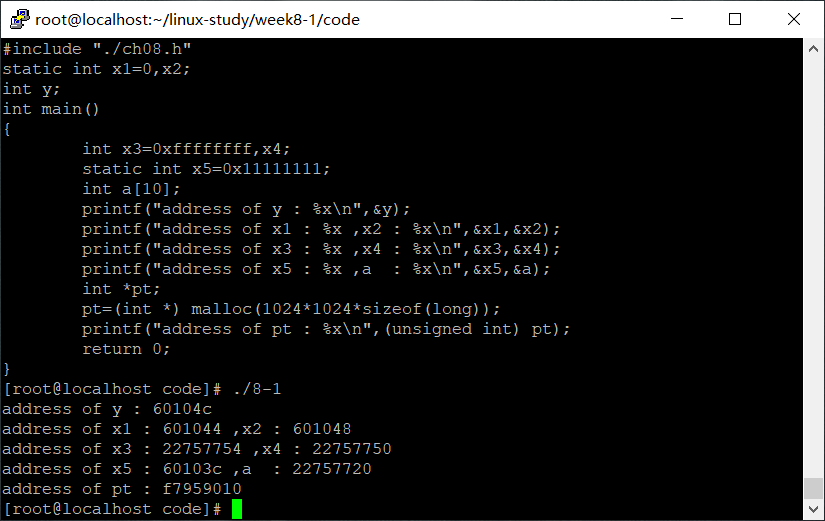 root@localhost:~/linux-study/week8-1/code
#include "./ch08.h"
static int x1=0,x2;
int y;
int main()
{
        int x3=0xffffffff,x4;
        static int x5=0x11111111;
        int a[10];
        printf("address of y : %x\n",&y);
        printf("address of x1 : %x ,x2 : %x\n",&x1,&x2);
        printf("address of x3 : %x ,x4 : %x\n",&x3,&x4);
        printf("address of x5 : %x ,a  : %x\n",&x5,&a);
        int *pt;
        pt=(int *) malloc(1024*1024*sizeof(long));
        printf("address of pt : %x\n",(unsigned int) pt);
        return 0;
}
[root@localhost code]# ./8-1
address of y : 60104c
address of x1 : 601044 ,x2 : 601048
address of x3 : 22757754 ,x4 : 22757750
address of x5 : 60103c ,a  : 22757720
address of pt : f7959010
[root@localhost code]#